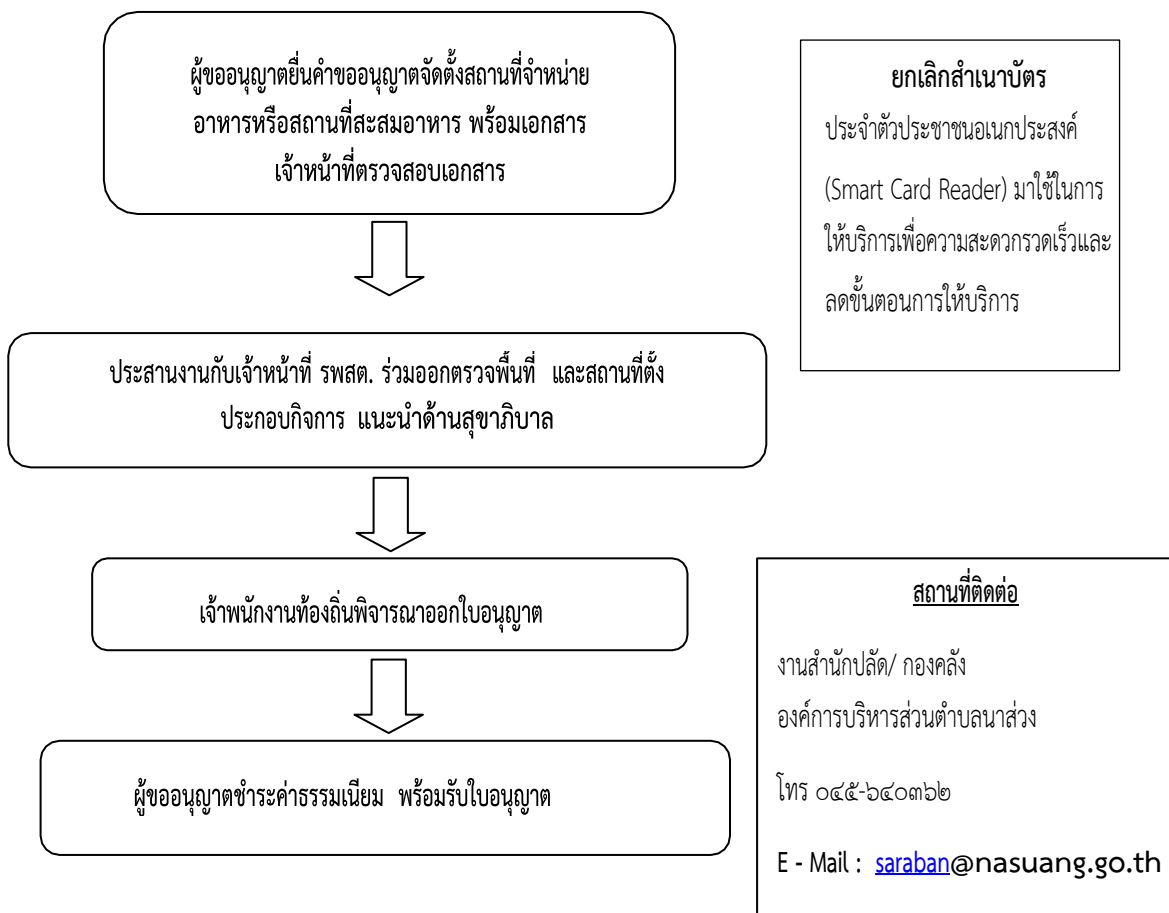 ผู้ขออนุญาตยื่นคำขออนุญาตจัดตั้งสถานที่จำหน่าย
อาหารหรือสถานที่สะสมอาหาร พร้อมเอกสาร
เจ้าหน้าที่ตรวจสอบเอกสาร
ยกเลิกสำเนาบัตร
ประจำตัวประชาชนอเนกประสงค์
(Smart Card Reader) มาใช้ในการ
ให้บริการเพื่อความสะดวกรวดเร็วและ
ลดขั้นตอนการให้บริการ
ประสานงานกับเจ้าหน้าที่ รพสต. ร่วมออกตรวจพื้นที่ และสถานที่ตั้ง
ประกอบกิจการ แนะนำด้านสุขาภิบาล
เจ้าพนักงานท้องถิ่นพิจารณาออกใบอนุญาต
ผู้ขออนุญาตชำระค่าธรรมเนียม พร้อมรับใบอนุญาต
สถานที่ติดต่อ
งานสำนักปลัด/ กองคลัง
องค์การบริหารส่วนตำบลนาส่วง
โทร ๐๔๕-๖๔๐๓๖๒
E - Mail : saraban@nasuang.go.th